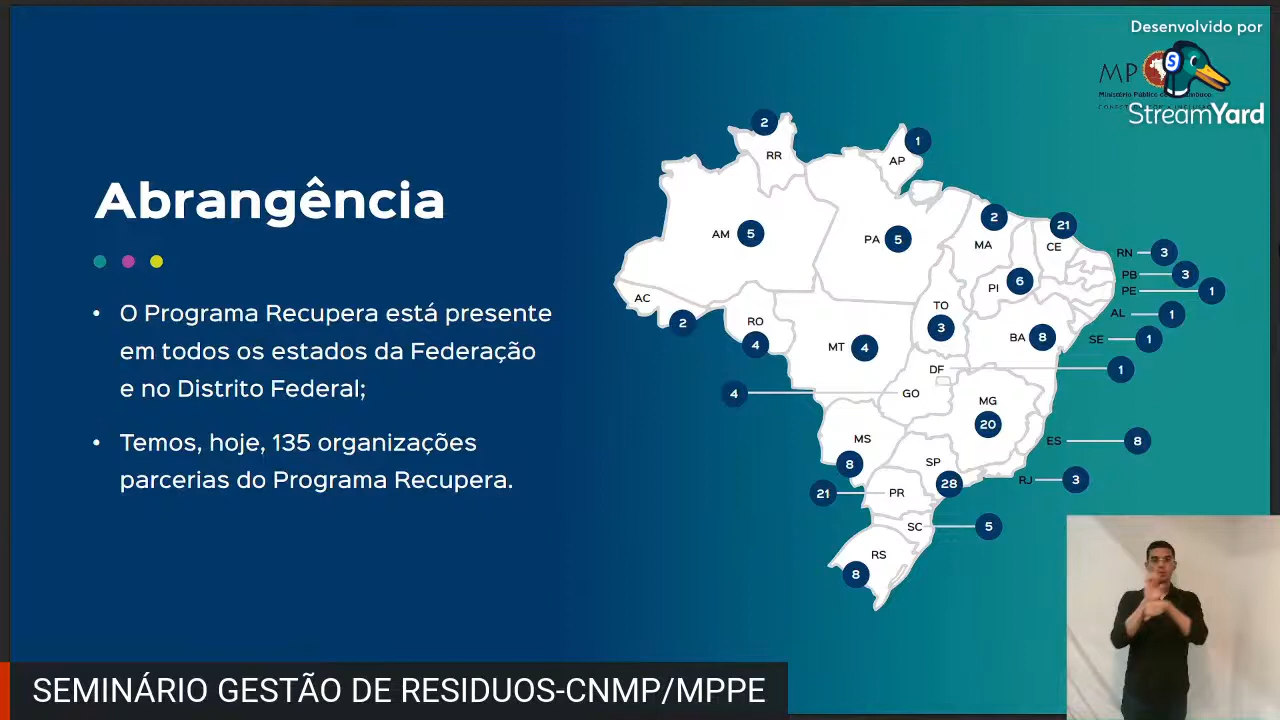 Desenvolvido por
MP
StreamYard
Abrangência
• O Programa Recupera está presente
em todos os estados da Federação
e no Distrito Federal;
• Temos, hoje, 135 organizações
parcerias do Programa Recupera.
2
RR
1
AP
AM 5
PA 5
2
MA
21
CE
RN 3
PB 3
PE 1
AL 1
SE 1
PI 6
AC
2
RO
4
TO
3
MT 4
BA 8
DF 1
4 GO
MG
20
ES 8
MS
8
SP
28
RJ 3
21 PR
SC 5
RS
8
SEMINÁRIO GESTÃO DE RESIDUOS-CNMP/MPPE